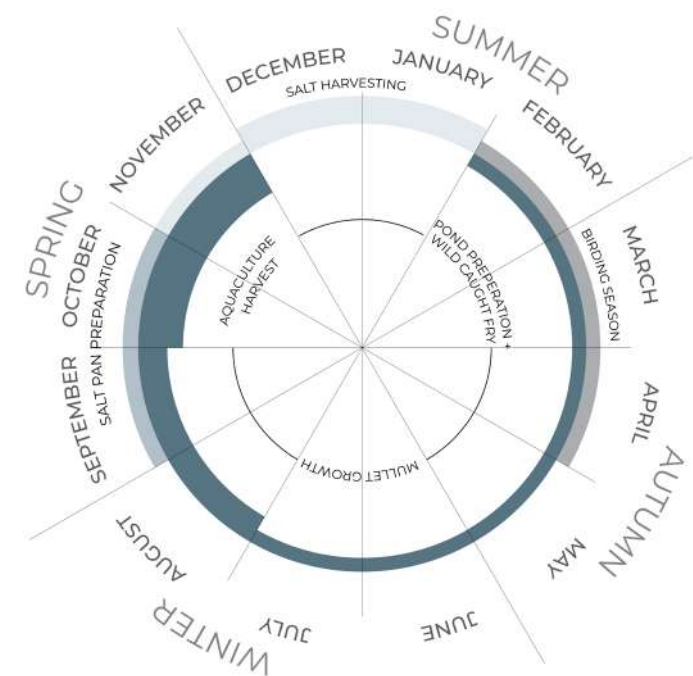 SUMMER
DECEMBER
JANUARY
SALT HARVESTING
FEBRUARY
NOVEMBER
SPRING
OCTOBER
SALT PAN PREPARATION
AQUACULTURE
HARVEST
POND PREPERATION +
WILD CAUGHT FRY
BIRDING SEASON
MARCH
SEPTEMBER
APRIL
AUTUMN
MULLET GROWTH
AUGUST
MAY
WINTER
JULY
JUNE